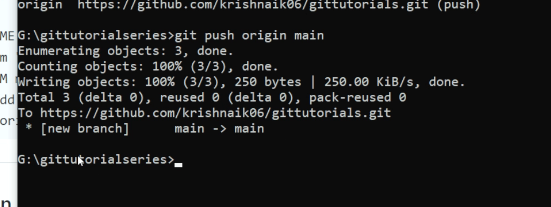 origin  https://github.com/krishnaik06/gittutorials.git (push)
G:\gittutorialseries>git push origin main
Enumerating objects: 3, done.
Counting objects: 100% (3/3), done.
Writing objects: 100% (3/3), 250 bytes | 250.00 KiB/s, done.
Total 3 (delta 0), reused 0 (delta 0), pack-reused 0
To https://github.com/krishnaik06/gittutorials.git
 * [new branch]      main -> main
G:\gittutorialseries>